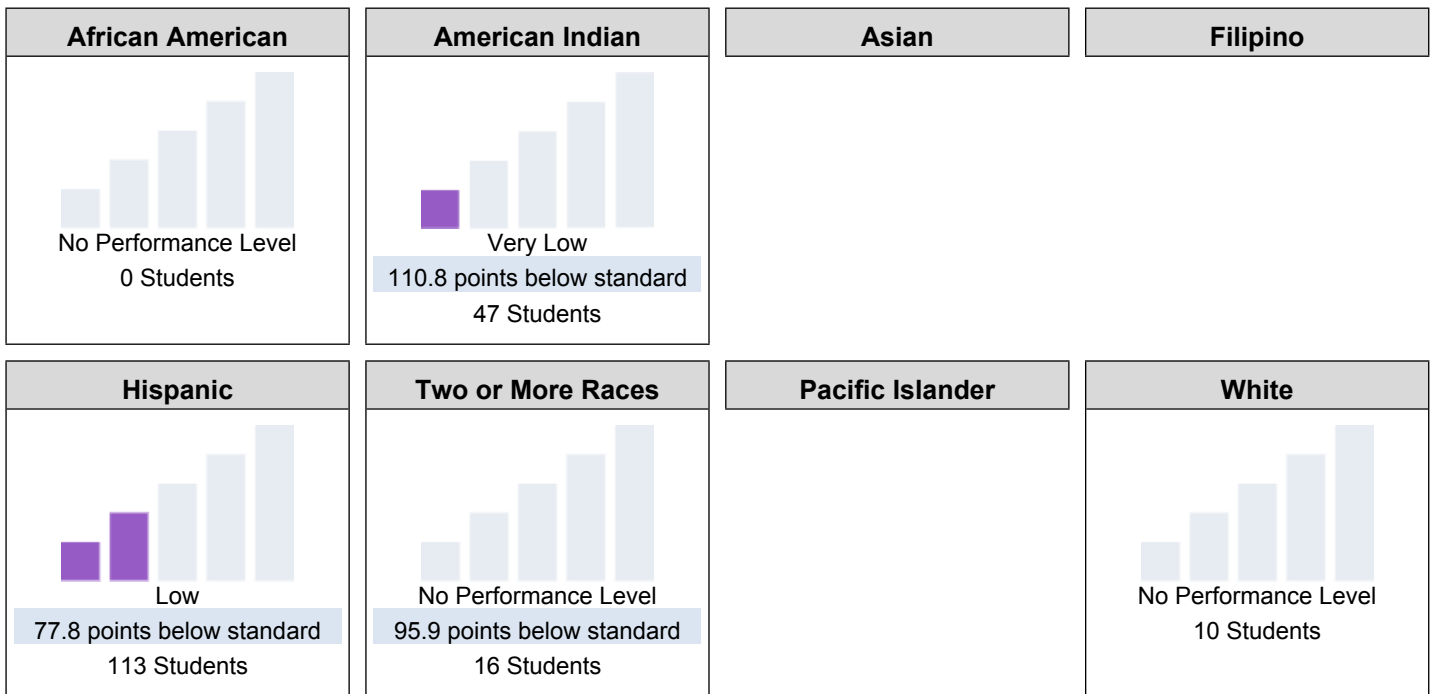 African American
No Performance Level
0 Students
American Indian
Very Low
110.8 points below standard
47 Students
Asian
Filipino
Hispanic
Low
77.8 points below standard
113 Students
Two or More Races
No Performance Level
95.9 points below standard
16 Students
Pacific Islander
White
No Performance Level
10 Students